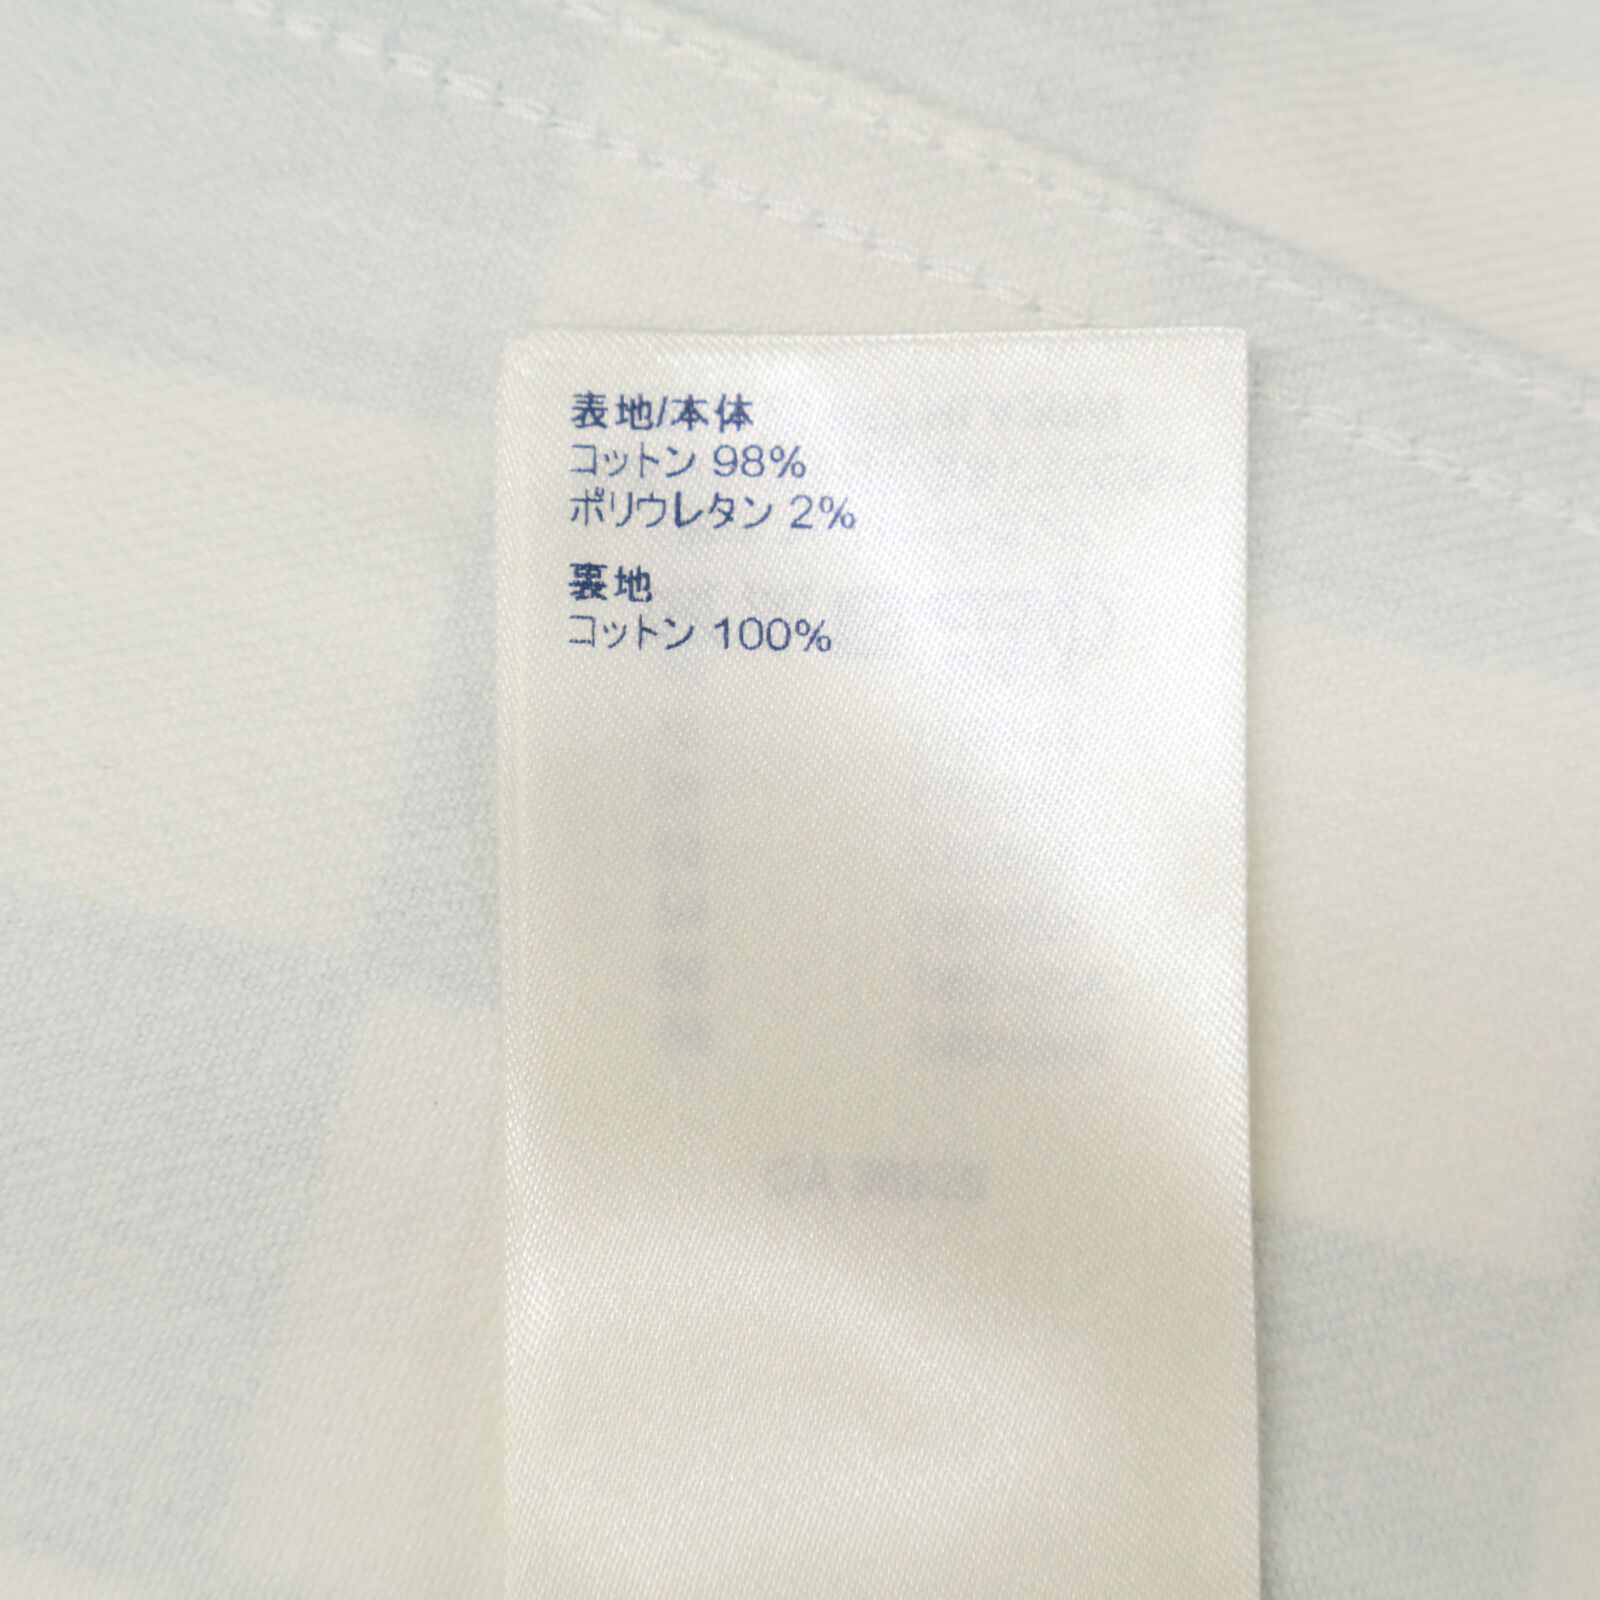 表地/本体
コットン 98%
ポリウレタン 2%
裏地
コットン 100%